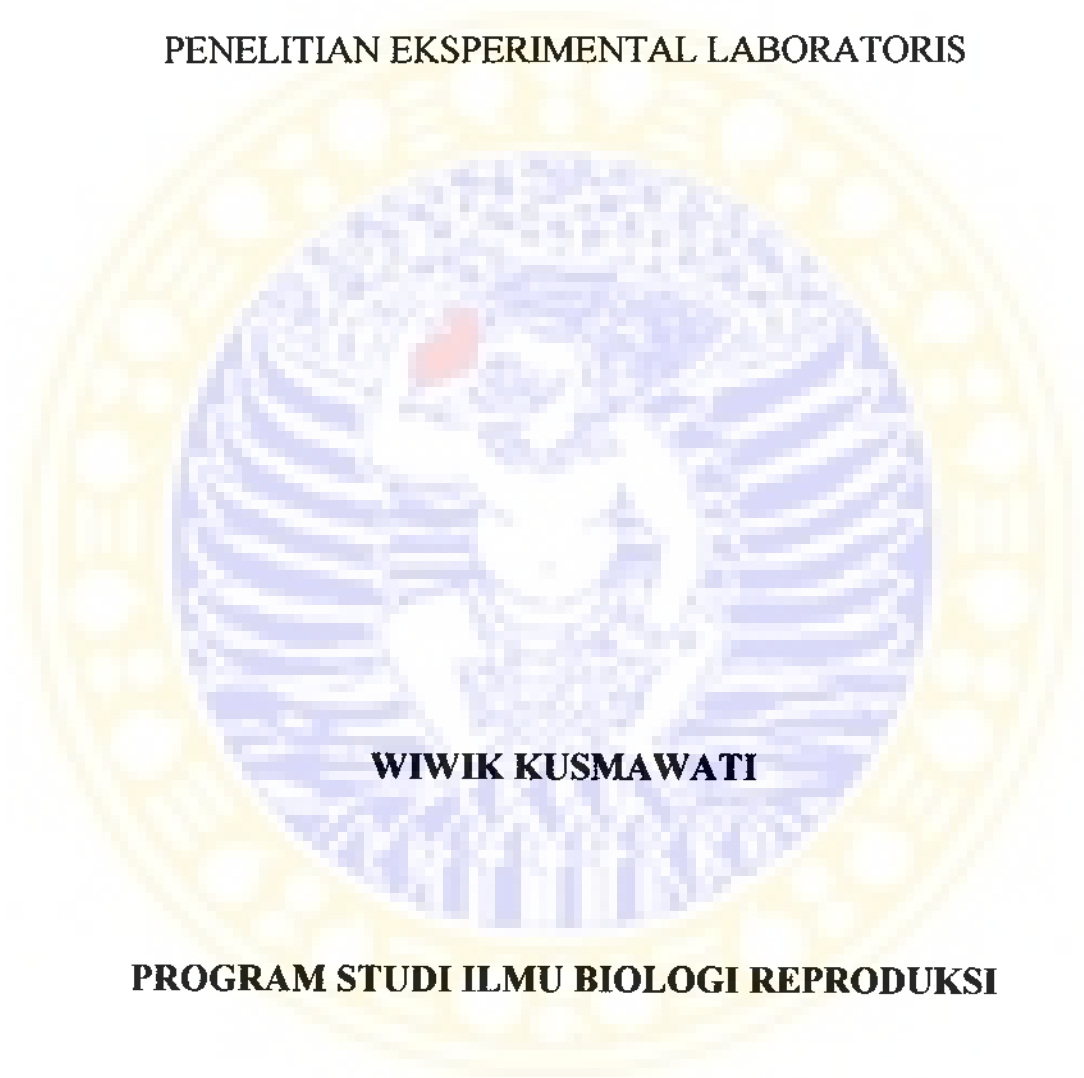 PENELITIAN EKSPERIMENTAL LABORATORIS
WIWIK KUSMAWATI
PROGRAM STUDI ILMU BIOLOGI REPRODUKSI